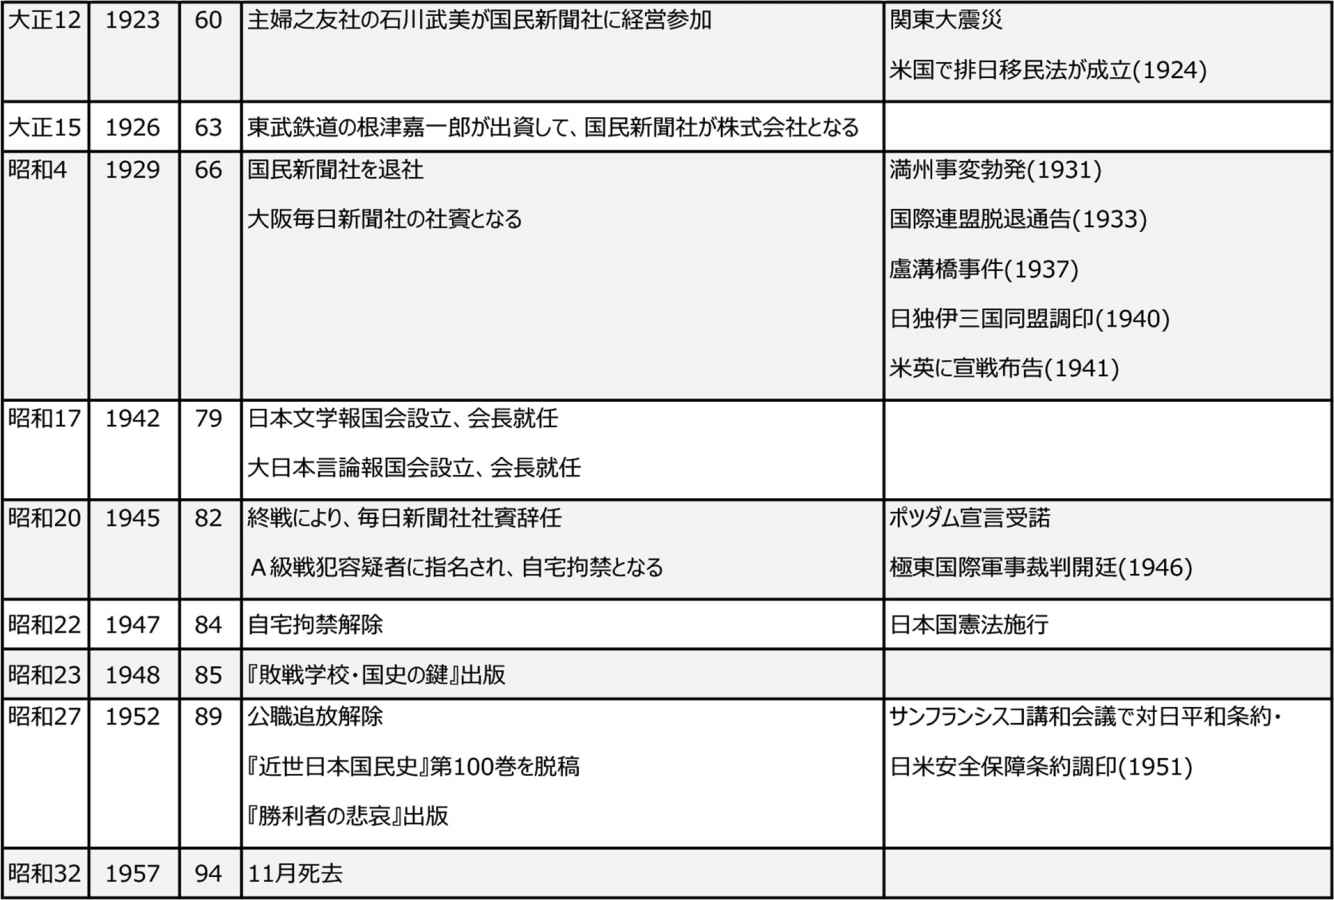 大正12 1923 60 主婦之友社の石川武美が国民新聞社に経営参加 関東大震災
米国で排日移民法が成立(1924)
大正15 1926 63 東武鉄道の根津嘉一郎が出資して、国民新聞社が株式会社となる
昭和4 1929 66 国民新聞社を退社 満州事変勃発(1931)
大阪毎日新聞社の社賓となる 国際連盟脱退通告(1933)
盧溝橋事件(1937)
日独伊三国同盟調印(1940)
米英に宣戦布告(1941)
昭和17 1942 79 日本文学報国会設立、会長就任
大日本言論報国会設立、会長就任
昭和20 1945 82 終戦により、毎日新聞社社賓辞任 ポツダム宣言受諾
Ａ級戦犯容疑者に指名され、自宅拘禁となる 極東国際軍事裁判開廷(1946)
昭和22 1947 84 自宅拘禁解除 日本国憲法施行
昭和23 1948 85 『敗戦学校・国史の鍵』出版
昭和27 1952 89 公職追放解除 サンフランシスコ講和会議で対日平和条約・
『近世日本国民史』第100巻を脱稿 日米安全保障条約調印(1951)
『勝利者の悲哀』出版
昭和32 1957 94 11月死去